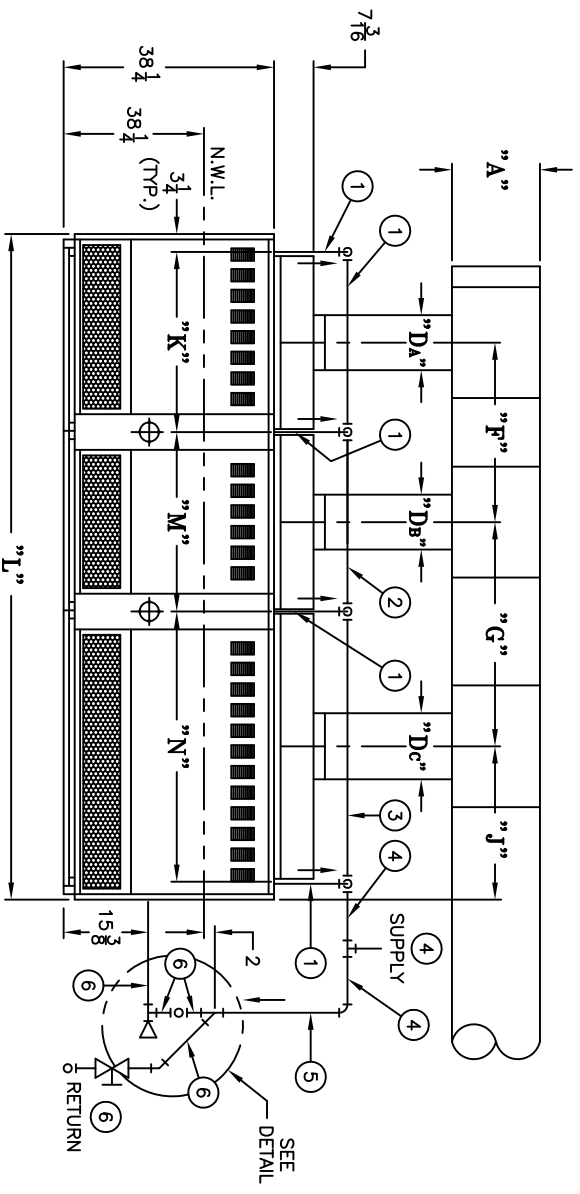 "A"
"F"
"G"
"J"
"DA"
"DB"
"DC"
7 3/16
1
1
1
2
1
3
4
SUPPLY
4
4
1
5
38 1/4
38 1/4
N.W.L.
3 1/4
(TYP.)
"K"
"M"
"N"
2
15 3/8
6
6
6
6
SEE
DETAIL
RETURN
"L"